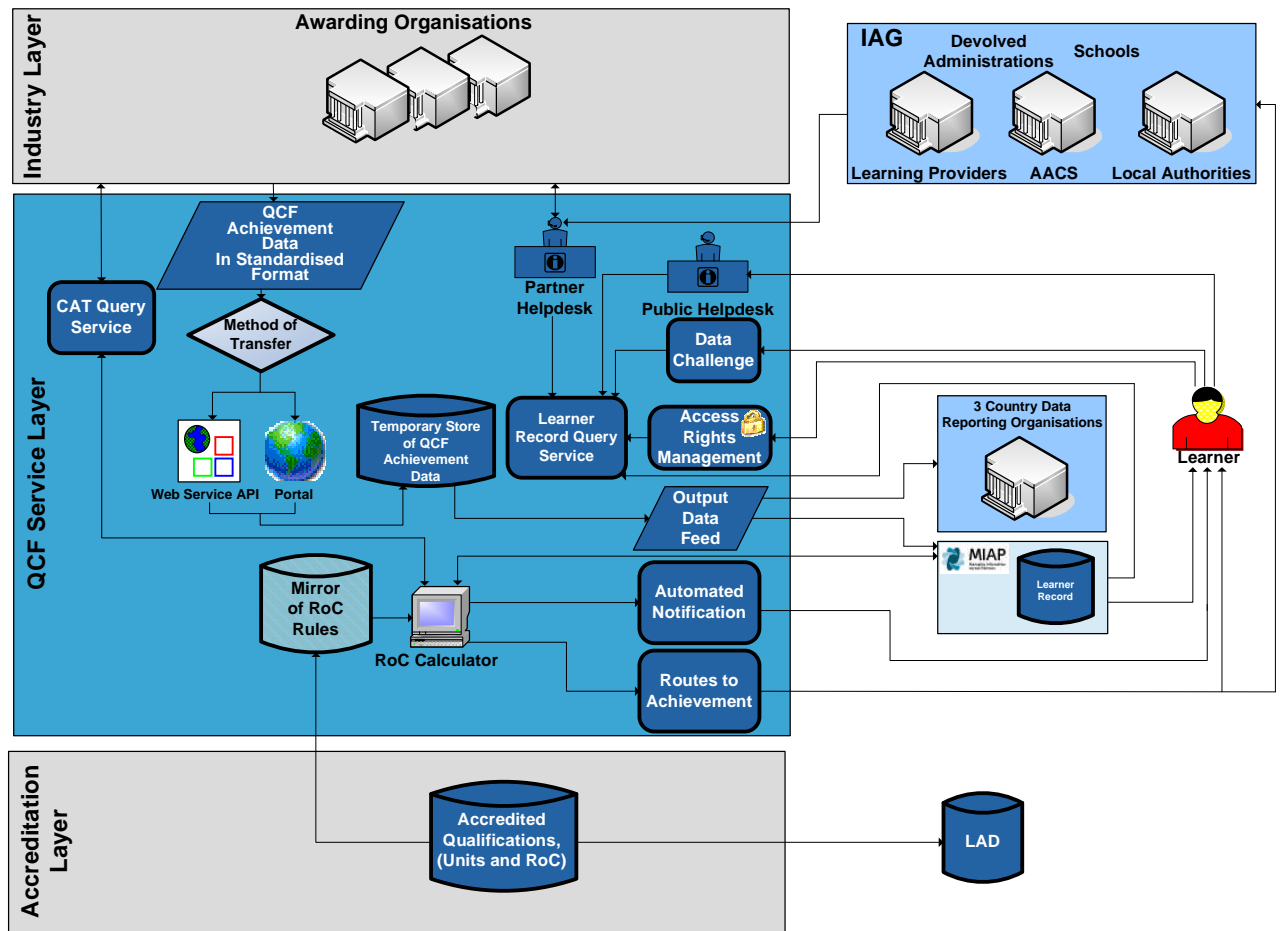 Industry Layer
Awarding Organisations
IAG
Devolved
Administrations
Schools
Learning Providers
AACS
Local Authorities
QCF Service Layer
QCF
Achievement
Data
In Standardised
Format
CAT Query
Service
Method of
Transfer
Partner
Helpdesk
Public Helpdesk
Data
Challenge
Web Service API
Portal
Temporary Store
of QCF
Achievement
Data
Learner
Record Query
Service
Access
Rights
Management
3 Country Data
Reporting Organisations
Learner
Output
Data
Feed
MIAP
Learner
Record
Mirror
of RoC
Rules
RoC Calculator
Automated
Notification
Routes to
Achievement
Accreditation
Layer
Accredited
Qualifications,
(Units and RoC)
LAD